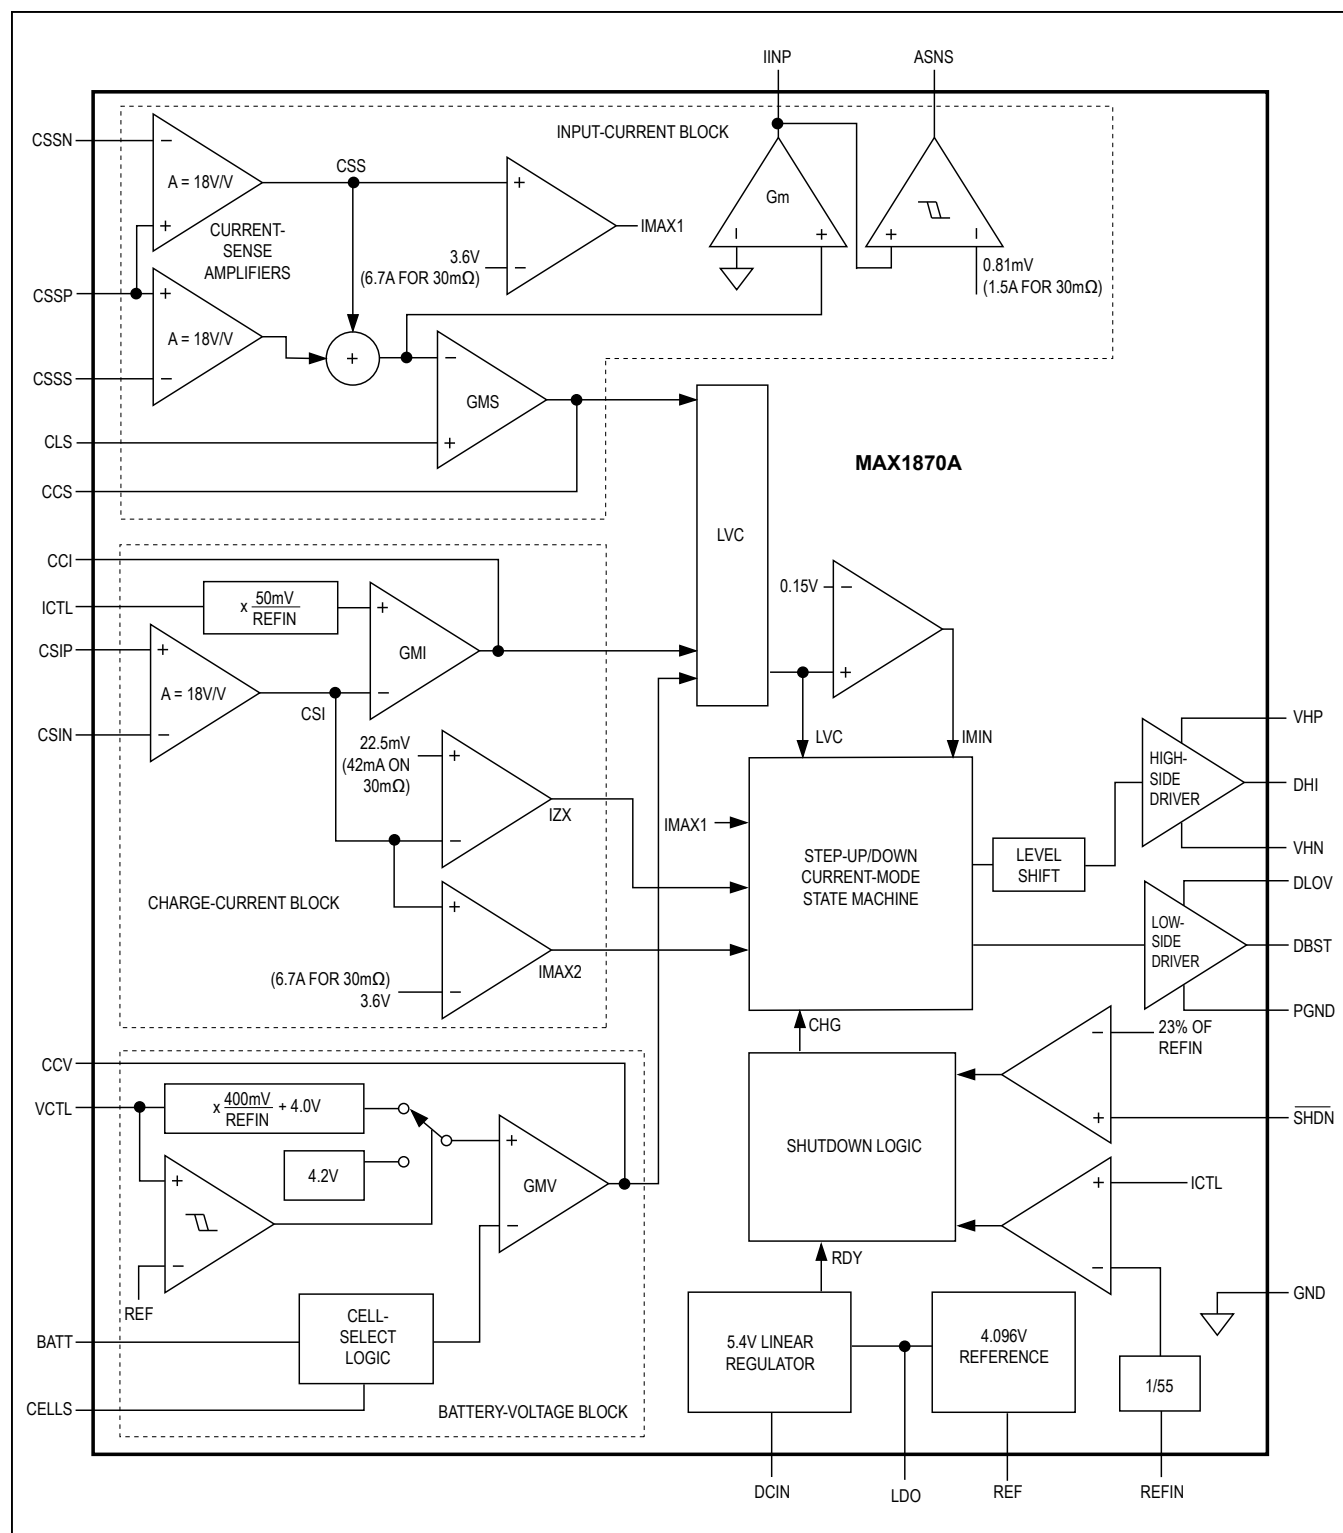 IINP
ASNS
INPUT-CURRENT BLOCK
CSSN
−
A = 18V/V
+
CSS
+
IMAX1
3.6V
(6.7A FOR 30mΩ)
−
Gm
−
+
+
−
0.81mV
(1.5A FOR 30mΩ)
CURRENT-
SENSE
AMPLIFIERS
CSSP
+
A = 18V/V
−
CSSS
+
−
GMS
+
CLS
CCS
MAX1870A
LVC
CCI
ICTL
x 50mV
REFIN
+
GMI
−
CSIP
+
A = 18V/V
−
CSIN
CSI
0.15V
−
+
LVC
IMIN
22.5mV
(42mA ON
30mΩ)
+
IZX
−
IMAX1
STEP-UP/DOWN
CURRENT-MODE
STATE MACHINE
LEVEL
SHIFT
HIGH-
SIDE
DRIVER
VHP
DHI
VHN
LOW-
SIDE
DRIVER
DLOV
DBST
PGND
CHARGE-CURRENT BLOCK
+
IMAX2
(6.7A FOR 30mΩ)
3.6V
−
CHG
−
23% OF
REFIN
+
SHDN
SHUTDOWN LOGIC
+
ICTL
−
RDY
CCV
VCTL
x 400mV + 4.0V
REFIN
4.2V
+
−
REF
+
GMV
−
BATT
CELL-
SELECT
LOGIC
CELLS
BATTERY-VOLTAGE BLOCK
5.4V LINEAR
REGULATOR
4.096V
REFERENCE
1/55
GND
DCIN
LDO
REF
REFIN